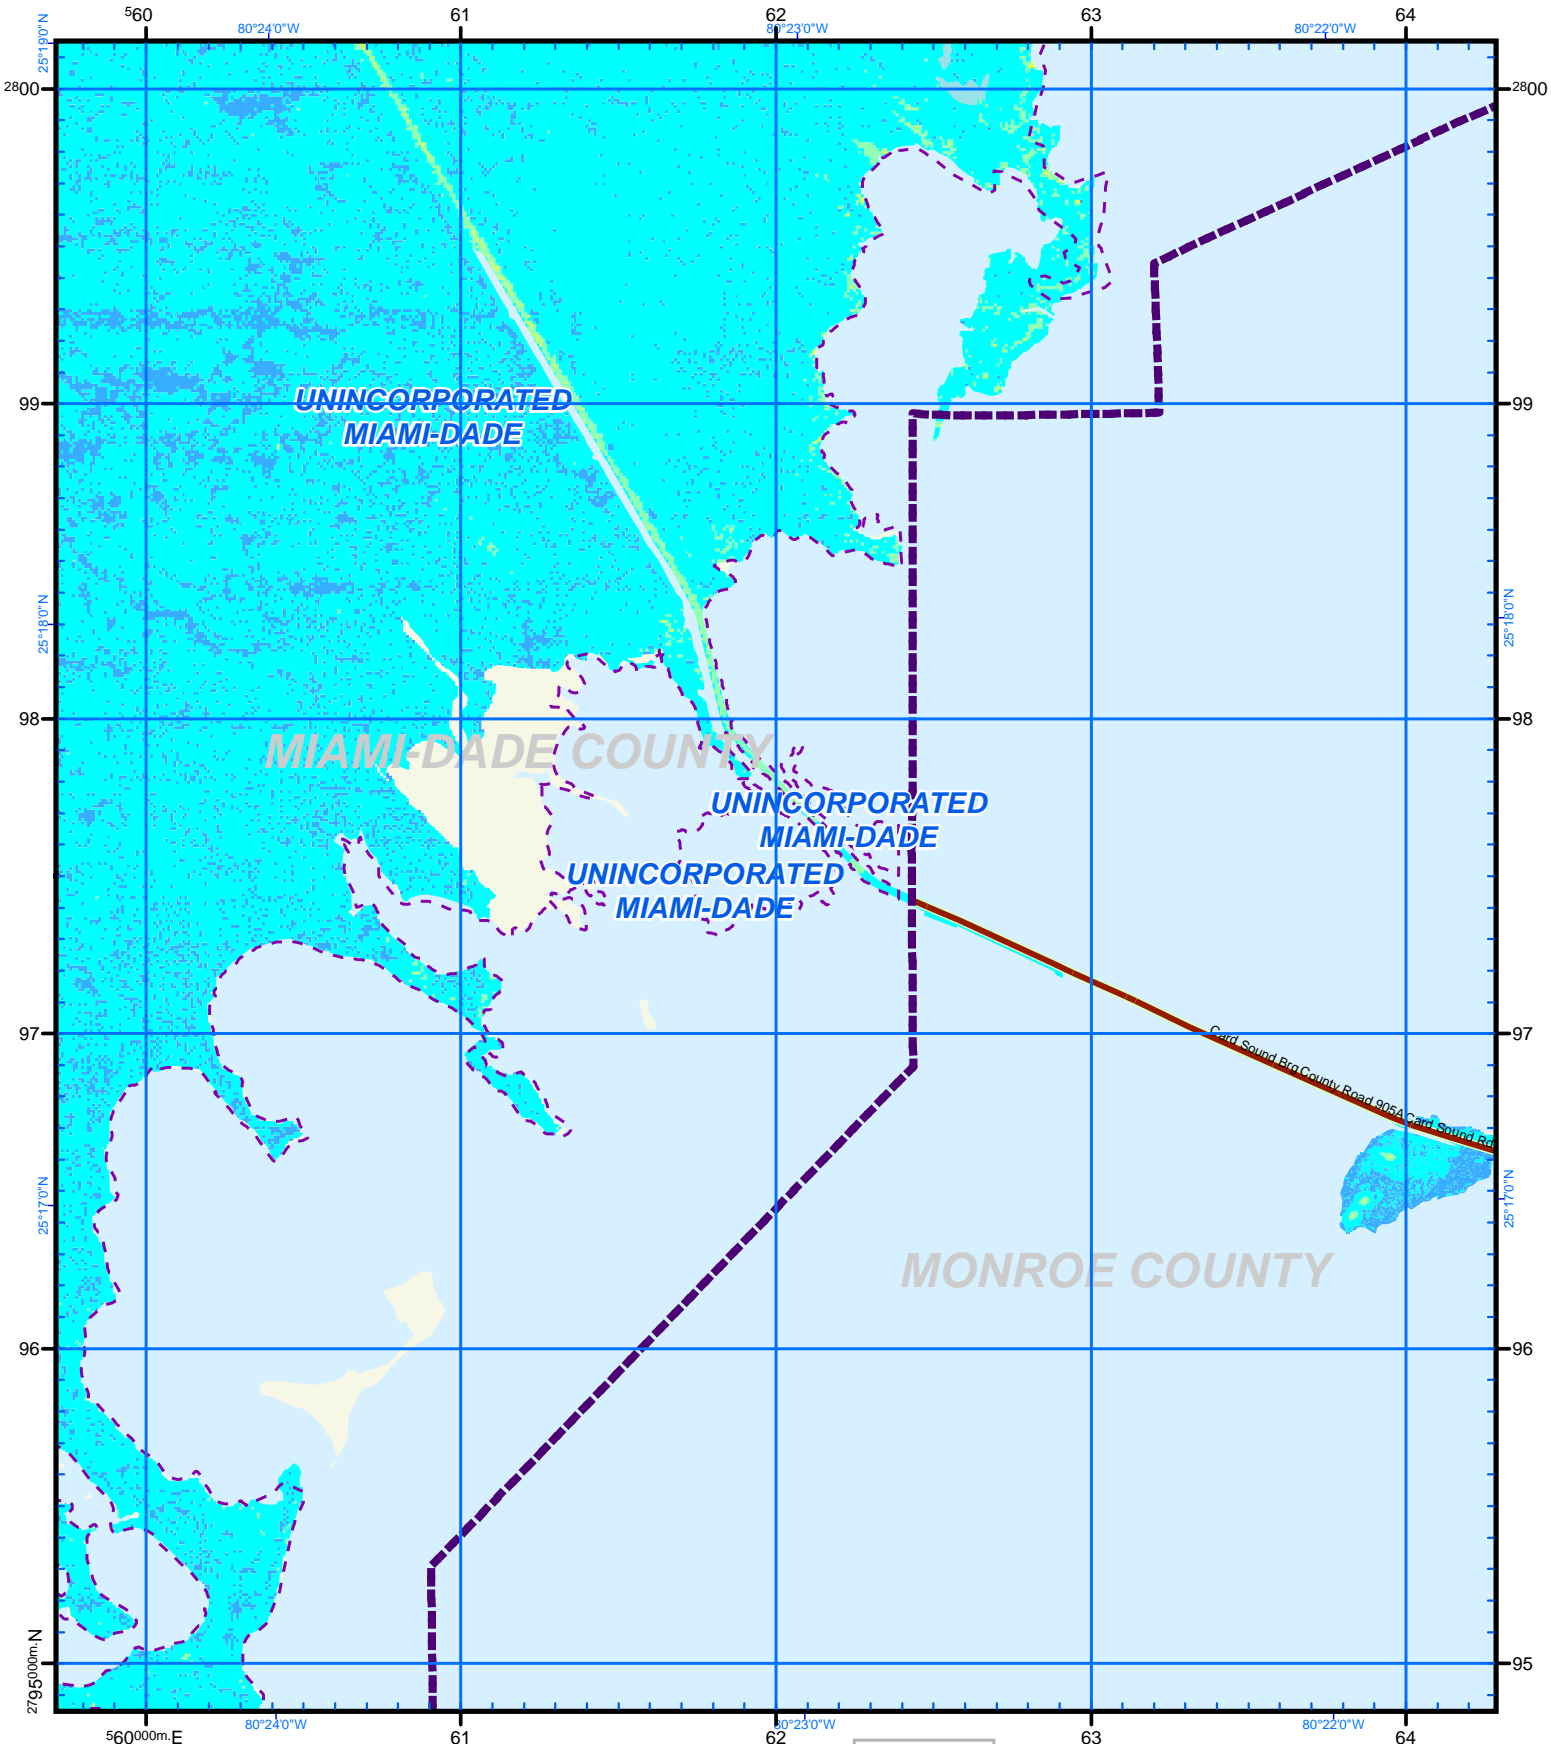 560 61 62 63 64
80°24'0"W 80°23'0"W 80°22'0"W
25°19'0"N
2800 2800
99 99
UNINCORPORATED
MIAMI-DADE
25°18'0"N 25°18'0"N
98 98
MIAMI-DADE COUNTY
UNINCORPORATED
MIAMI-DADE
UNINCORPORATED
MIAMI-DADE
97 97
Card Sound Brg County Road 905A Card Sound Rd
25°17'0"N 25°17'0"N
MONROE COUNTY
96 96
2795000m.N 95
80°24'0"W 80°23'0"W 80°22'0"W
560000m.E 61 62 63 64